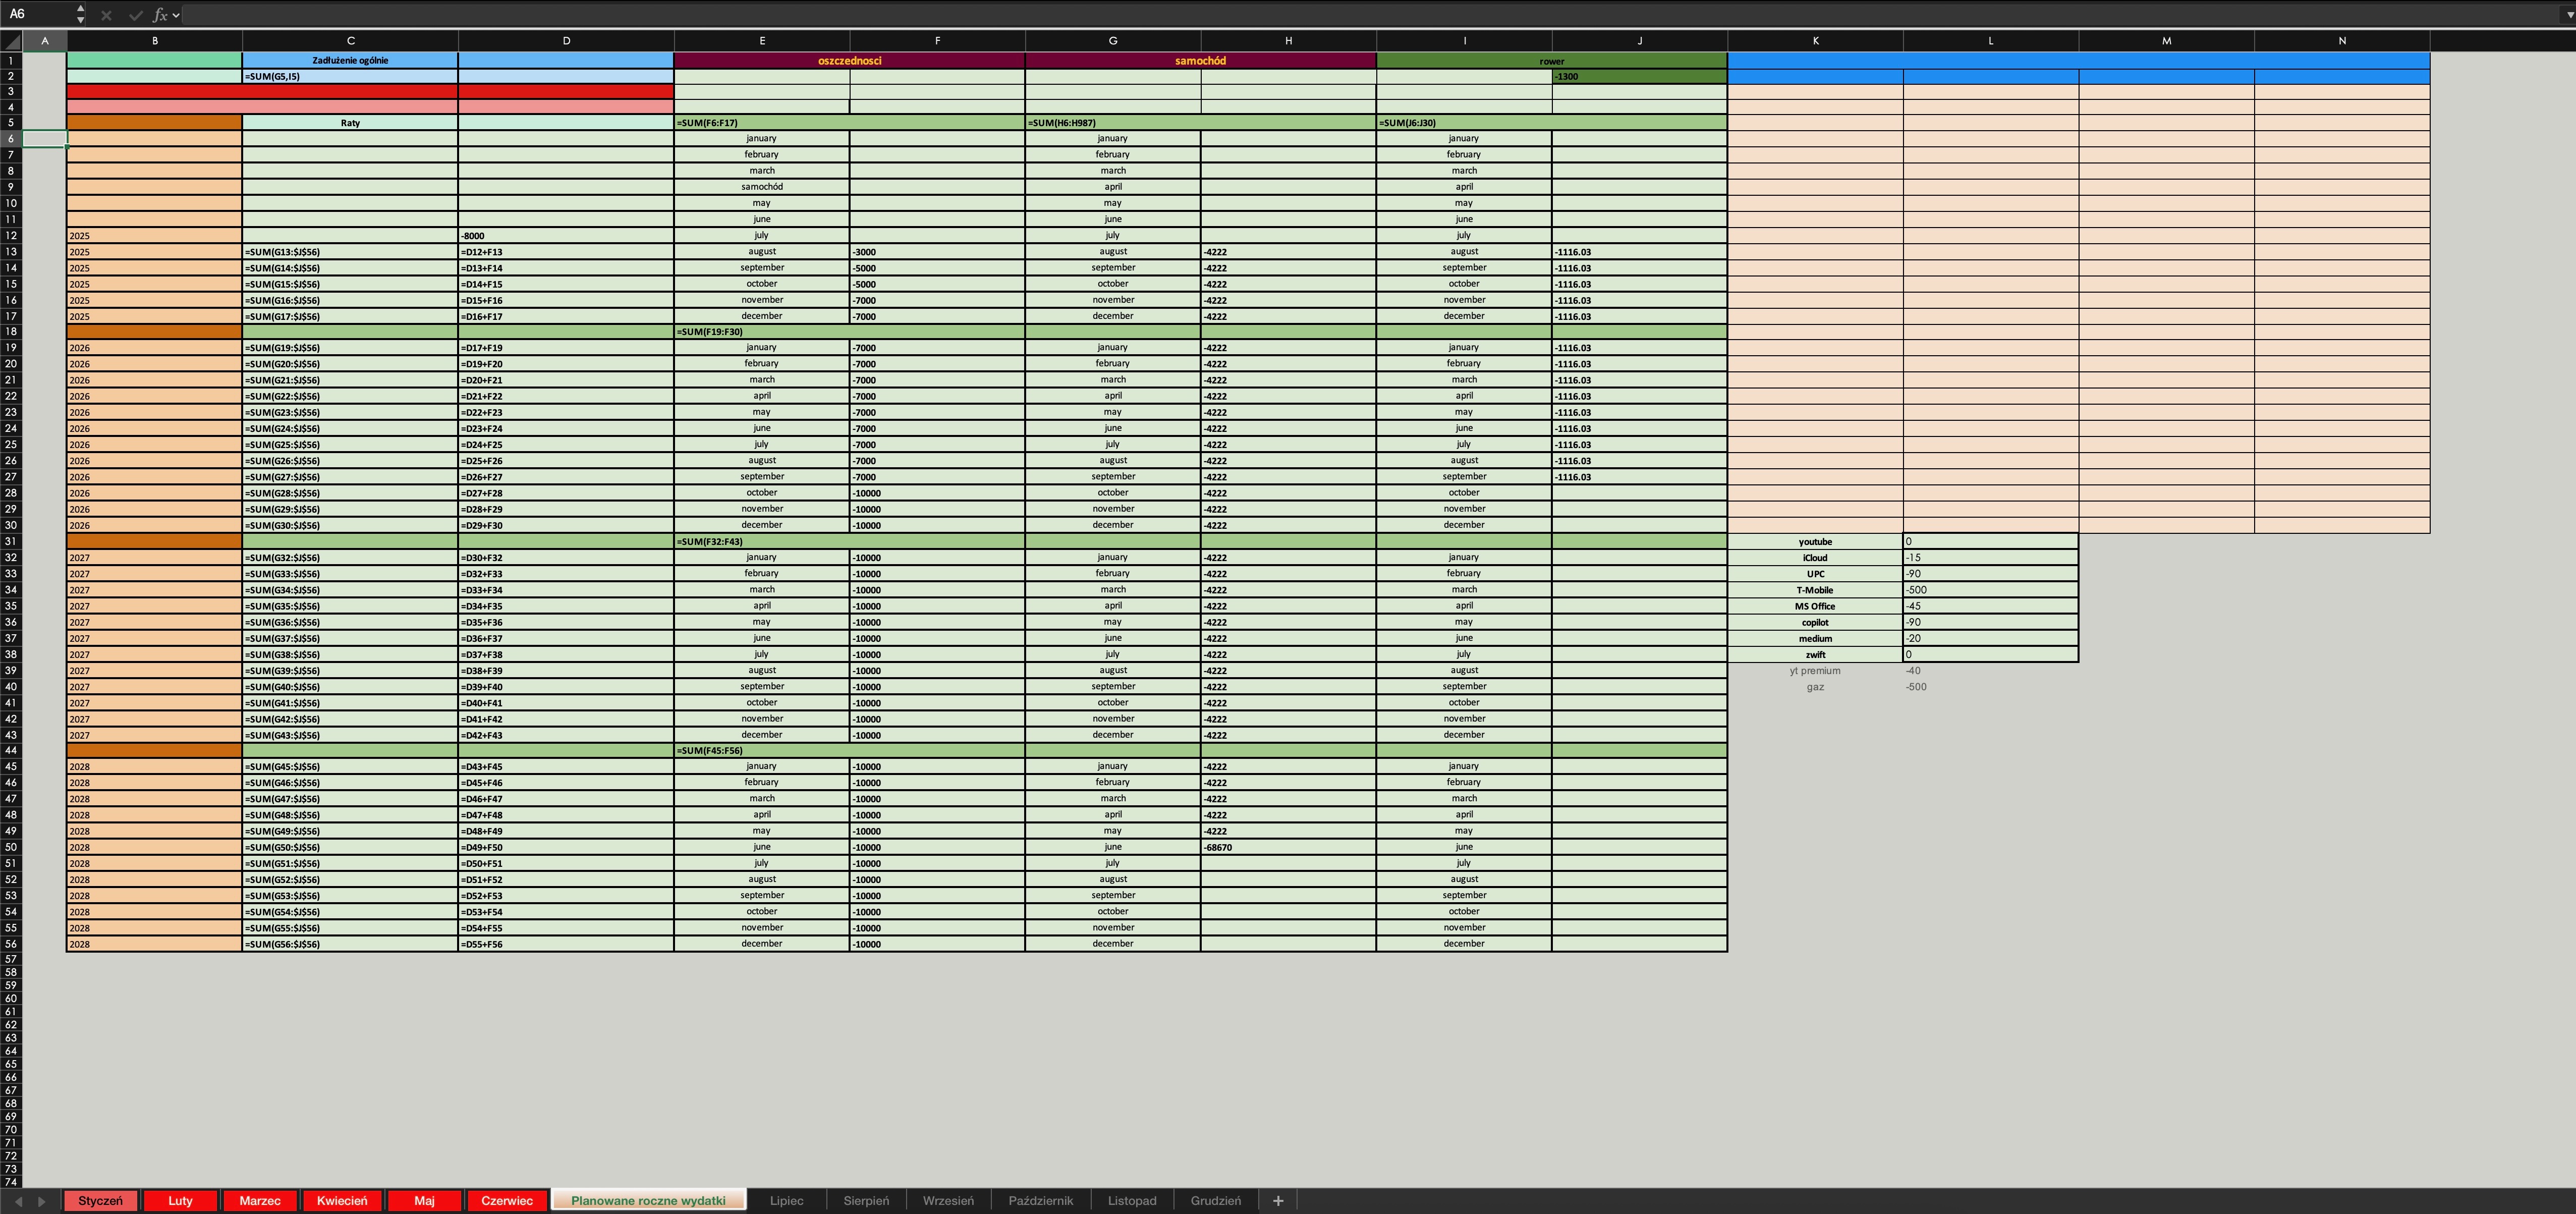 A6 fx
A B C D E F G H I J K L M N
1 Zadłużenie ogólnie oszczednosci samochód rower
2 =SUM(G5,I5) -1300
3
4
5 Raty =SUM(F6:F17) =SUM(H6:H987) =SUM(J6:J30)
6 january january january
7 february february february
8 march march march
9 samochód april april
10 may may may
11 june june june
12 2025 -8000 july july july
13 2025 =SUM(G13:$J$56) =D12+F13 august -3000 august -4222 august -1116.03
14 2025 =SUM(G14:$J$56) =D13+F14 september -5000 september -4222 september -1116.03
15 2025 =SUM(G15:$J$56) =D14+F15 october -5000 october -4222 october -1116.03
16 2025 =SUM(G16:$J$56) =D15+F16 november -7000 november -4222 november -1116.03
17 2025 =SUM(G17:$J$56) =D16+F17 december -7000 december -4222 december -1116.03
18 =SUM(F19:F30)
19 2026 =SUM(G19:$J$56) =D17+F19 january -7000 january -4222 january -1116.03
20 2026 =SUM(G20:$J$56) =D19+F20 february -7000 february -4222 february -1116.03
21 2026 =SUM(G21:$J$56) =D20+F21 march -7000 march -4222 march -1116.03
22 2026 =SUM(G22:$J$56) =D21+F22 april -7000 april -4222 april -1116.03
23 2026 =SUM(G23:$J$56) =D22+F23 may -7000 may -4222 may -1116.03
24 2026 =SUM(G24:$J$56) =D23+F24 june -7000 june -4222 june -1116.03
25 2026 =SUM(G25:$J$56) =D24+F25 july -7000 july -4222 july -1116.03
26 2026 =SUM(G26:$J$56) =D25+F26 august -7000 august -4222 august -1116.03
27 2026 =SUM(G27:$J$56) =D26+F27 september -7000 september -4222 september -1116.03
28 2026 =SUM(G28:$J$56) =D27+F28 october -10000 october -4222 october
29 2026 =SUM(G29:$J$56) =D28+F29 november -10000 november -4222 november
30 2026 =SUM(G30:$J$56) =D29+F30 december -10000 december -4222 december
31 =SUM(F32:F43) youtube 0
32 2027 =SUM(G32:$J$56) =D30+F32 january -10000 january -4222 january iCloud -15
33 2027 =SUM(G33:$J$56) =D32+F33 february -10000 february -4222 february UPC -90
34 2027 =SUM(G34:$J$56) =D33+F34 march -10000 march -4222 march T-Mobile -500
35 2027 =SUM(G35:$J$56) =D34+F35 april -10000 april -4222 april MS Office -45
36 2027 =SUM(G36:$J$56) =D35+F36 may -10000 may -4222 may copilot -90
37 2027 =SUM(G37:$J$56) =D36+F37 june -10000 june -4222 june medium -20
38 2027 =SUM(G38:$J$56) =D37+F38 july -10000 july -4222 july zwift 0
39 2027 =SUM(G39:$J$56) =D38+F39 august -10000 august -4222 august yt premium -40
40 2027 =SUM(G40:$J$56) =D39+F40 september -10000 september -4222 september gaz -500
41 2027 =SUM(G41:$J$56) =D40+F41 october -10000 october -4222 october
42 2027 =SUM(G42:$J$56) =D41+F42 november -10000 november -4222 november
43 2027 =SUM(G43:$J$56) =D42+F43 december -10000 december -4222 december
44 =SUM(F45:F56)
45 2028 =SUM(G45:$J$56) =D43+F45 january -10000 january -4222 january
46 2028 =SUM(G46:$J$56) =D45+F46 february -10000 february -4222 february
47 2028 =SUM(G47:$J$56) =D46+F47 march -10000 march -4222 march
48 2028 =SUM(G48:$J$56) =D47+F48 april -10000 april -4222 april
49 2028 =SUM(G49:$J$56) =D48+F49 may -10000 may -4222 may
50 2028 =SUM(G50:$J$56) =D49+F50 june -10000 june -68670 june
51 2028 =SUM(G51:$J$56) =D50+F51 july -10000 july july
52 2028 =SUM(G52:$J$56) =D51+F52 august -10000 august august
53 2028 =SUM(G53:$J$56) =D52+F53 september -10000 september september
54 2028 =SUM(G54:$J$56) =D53+F54 october -10000 october october
55 2028 =SUM(G55:$J$56) =D54+F55 november -10000 november november
56 2028 =SUM(G56:$J$56) =D55+F56 december -10000 december december
57
58
59
60
61
62
63
64
65
66
67
68
69
70
71
72
73
74
Styczeń Luty Marzec Kwiecień Maj Czerwiec Planowane roczne wydatki Lipiec Sierpień Wrzesień Październik Listopad Grudzień +